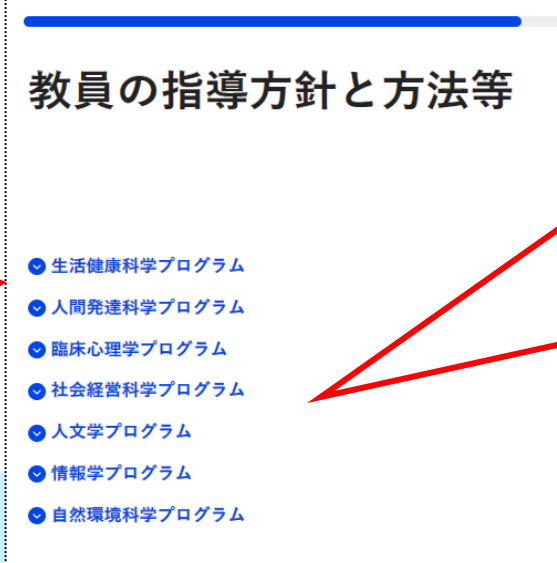 教員の指導方針と方法等
生活健康科学プログラム
人間発達科学プログラム
臨床心理学プログラム
社会経営科学プログラム
人文学プログラム
情報学プログラム
自然環境科学プログラム